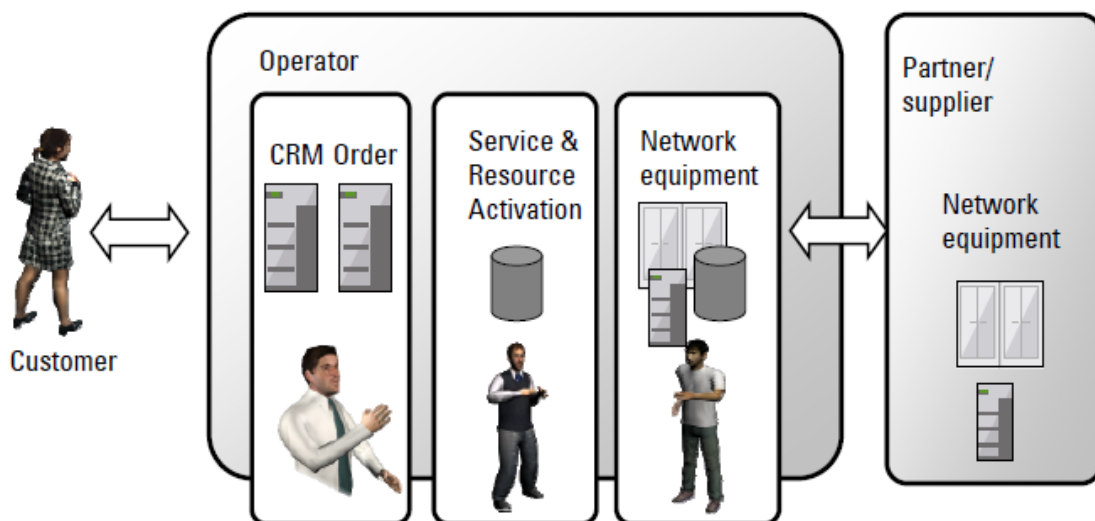 Operator
CRM Order
Service &
Resource
Activation
Network
equipment
Partner/
supplier
Network
equipment
Customer